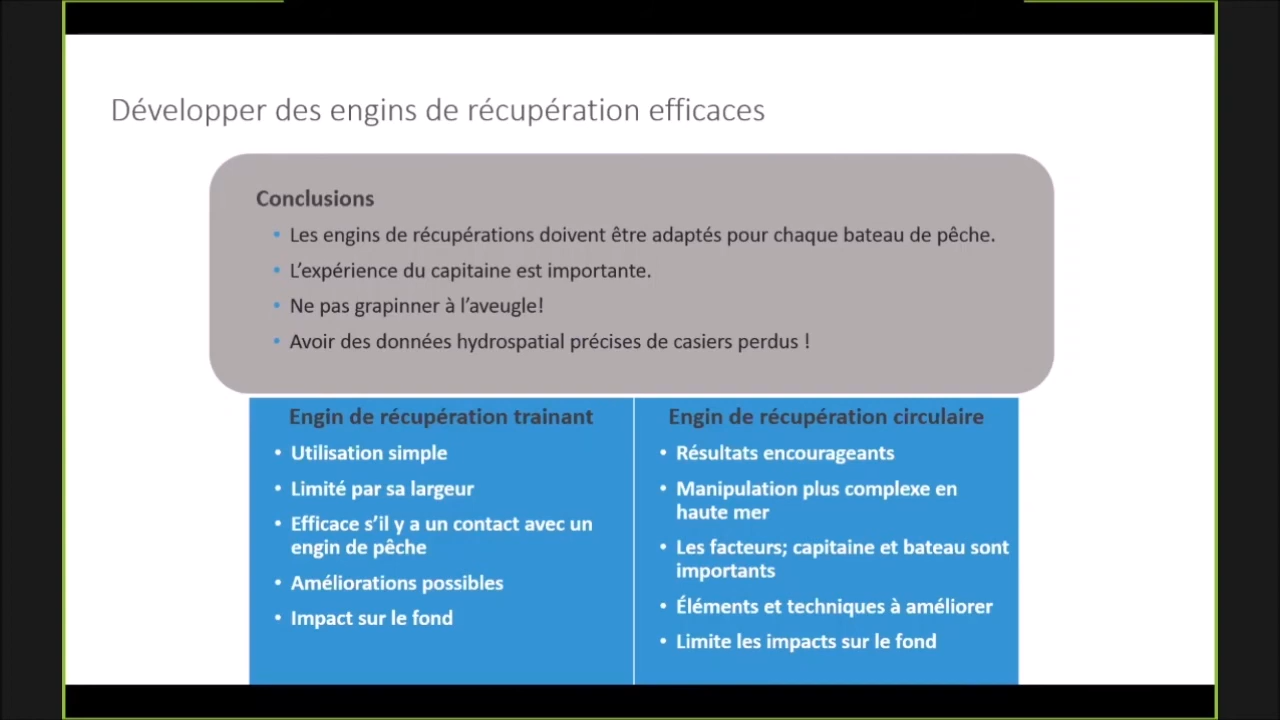 Développer des engins de récupération efficaces
Conclusions
• Les engins de récupérations doivent être adaptés pour chaque bateau de pêche.
• L'expérience du capitaine est importante.
• Ne pas grapinner à l'aveugle!
• Avoir des données hydrospatial précises de casiers perdus !
Engin de récupération trainant
• Utilisation simple
• Limité par sa largeur
• Efficace s'il y a un contact avec un
engin de pêche
• Améliorations possibles
• Impact sur le fond
Engin de récupération circulaire
• Résultats encourageants
• Manipulation plus complexe en
haute mer
• Les facteurs; capitaine et bateau sont
importants
• Éléments et techniques à améliorer
• Limite les impacts sur le fond